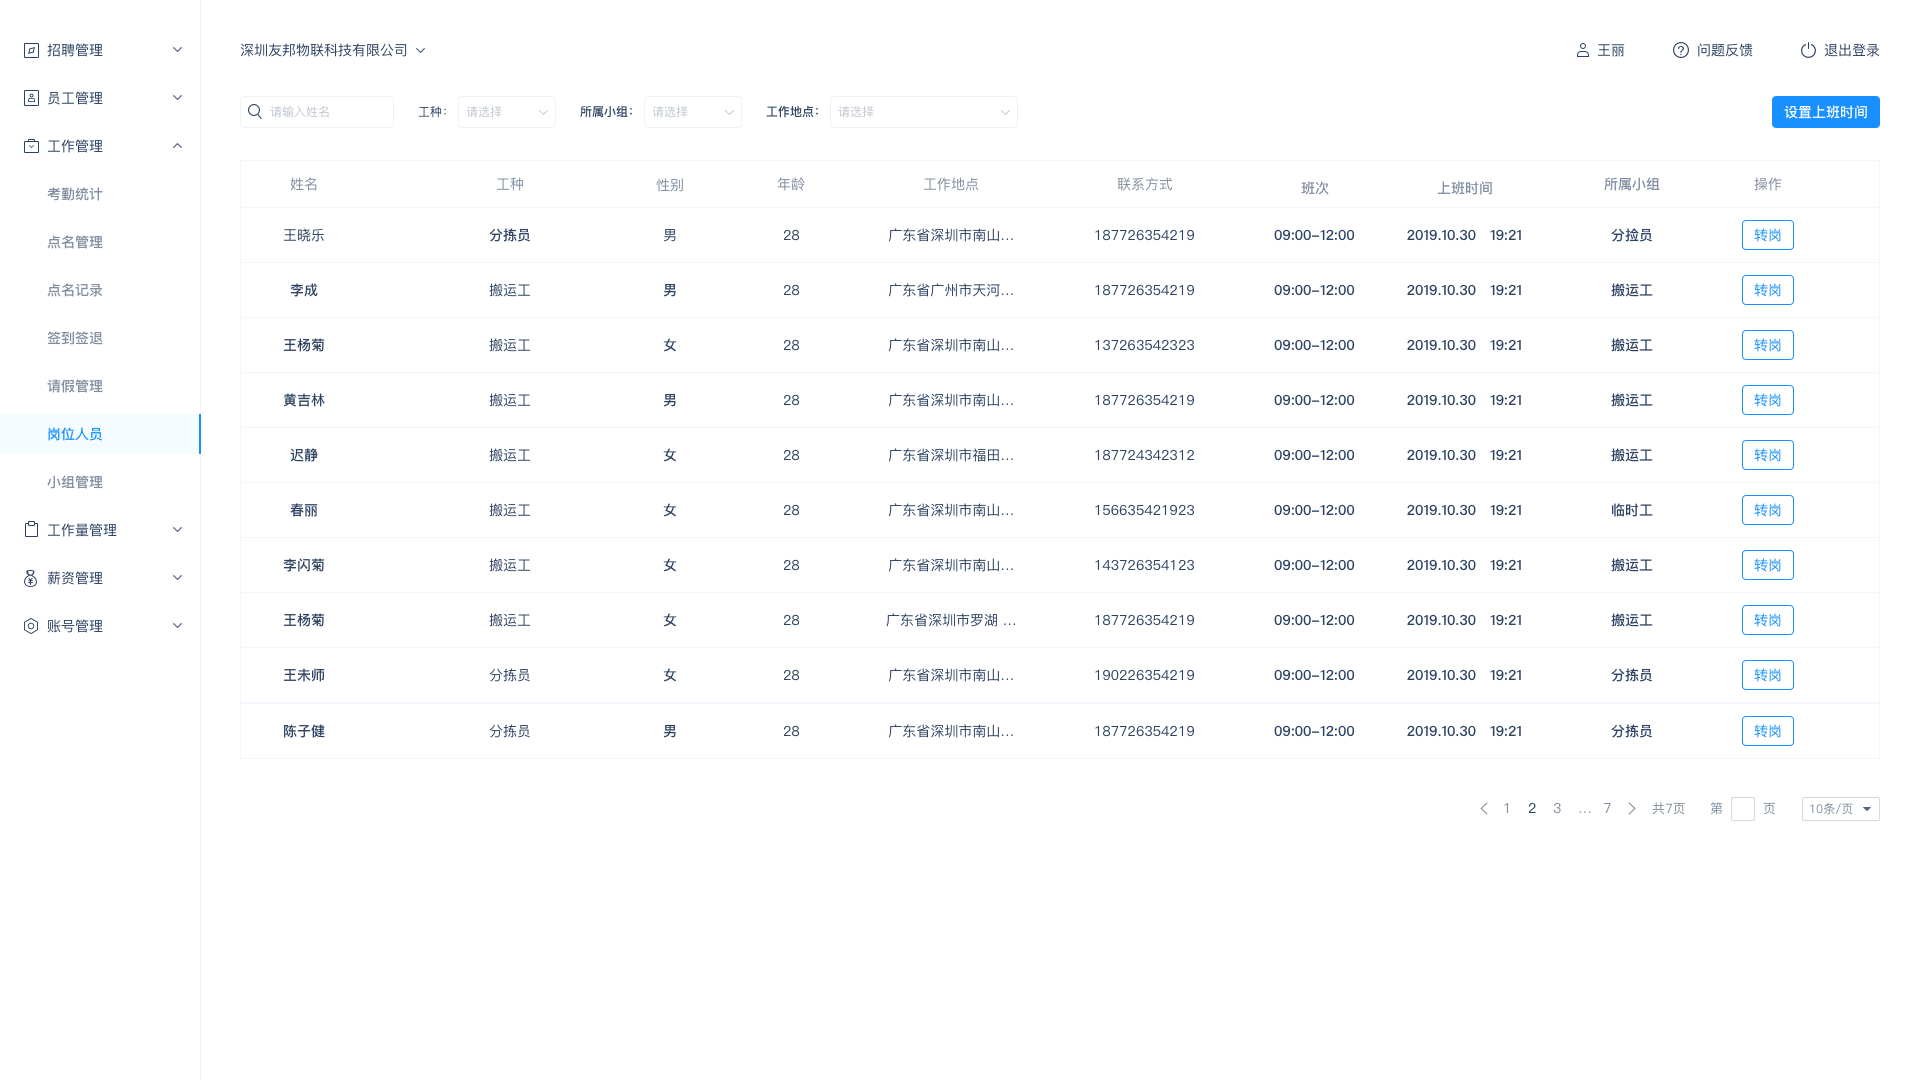 招聘管理
员工管理
工作管理
考勤统计
点名管理
点名记录
签到签退
请假管理
岗位人员
小组管理
工作量管理
薪资管理
账号管理
深圳友邦物联科技有限公司
王丽 问题反馈 退出登录
请输入姓名 工种： 请选择 所属小组： 请选择 工作地点： 请选择 设置上班时间
姓名 工种 性别 年龄 工作地点 联系方式 班次 上班时间 所属小组 操作
王晓乐 分拣员 男 28 广东省深圳市南山... 187726354219 09:00-12:00 2019.10.30 19:21 分捡员 转岗
李成 搬运工 男 28 广东省广州市天河... 187726354219 09:00-12:00 2019.10.30 19:21 搬运工 转岗
王杨菊 搬运工 女 28 广东省深圳市南山... 137263542323 09:00-12:00 2019.10.30 19:21 搬运工 转岗
黄吉林 搬运工 男 28 广东省深圳市南山... 187726354219 09:00-12:00 2019.10.30 19:21 搬运工 转岗
迟静 搬运工 女 28 广东省深圳市福田... 187724342312 09:00-12:00 2019.10.30 19:21 搬运工 转岗
春丽 搬运工 女 28 广东省深圳市南山... 156635421923 09:00-12:00 2019.10.30 19:21 临时工 转岗
李闪菊 搬运工 女 28 广东省深圳市南山... 143726354123 09:00-12:00 2019.10.30 19:21 搬运工 转岗
王杨菊 搬运工 女 28 广东省深圳市罗湖 ... 187726354219 09:00-12:00 2019.10.30 19:21 搬运工 转岗
王未师 分拣员 女 28 广东省深圳市南山... 190226354219 09:00-12:00 2019.10.30 19:21 分拣员 转岗
陈子健 分拣员 男 28 广东省深圳市南山... 187726354219 09:00-12:00 2019.10.30 19:21 分拣员 转岗
1 2 3 ... 7 共7页 第 页 10条/页